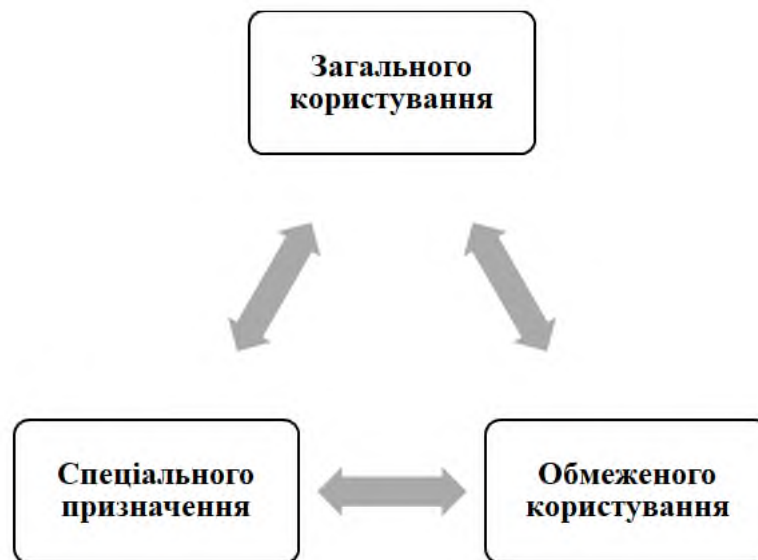 Загального
користування
Спеціального
призначення
Обмеженого
користування